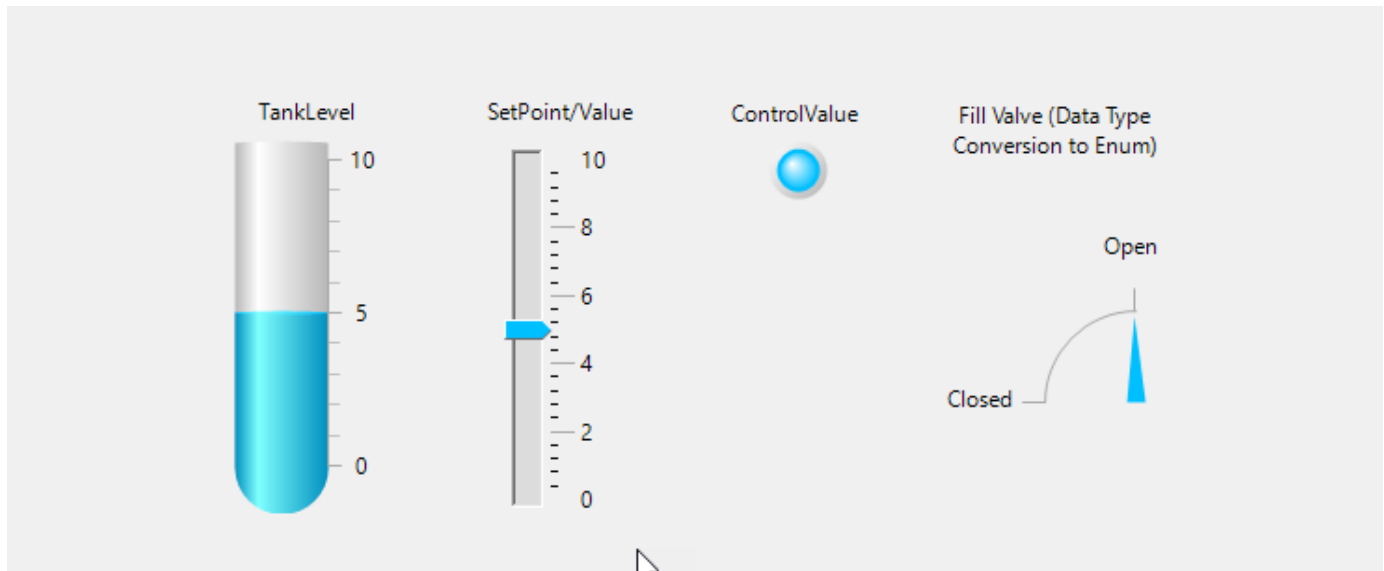 TankLevel
SetPoint/Value
ControlValue
Fill Valve (Data Type
Conversion to Enum)
10
5
0
10
8
6
4
2
0
Open
Closed